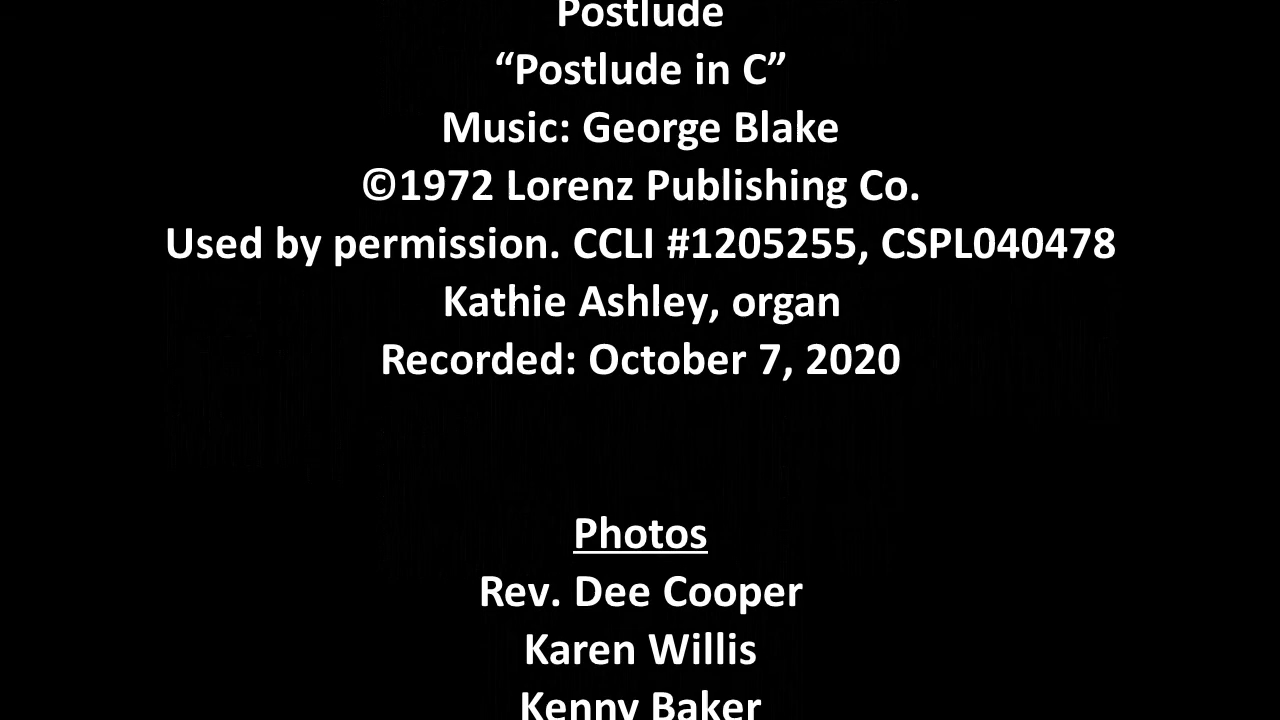 Postlude
“Postlude in C”
Music: George Blake
©1972 Lorenz Publishing Co.
Used by permission. CCLI #1205255, CSPL040478
Kathie Ashley, organ
Recorded: October 7, 2020
Photos
Rev. Dee Cooper
Karen Willis
Kenny Baker